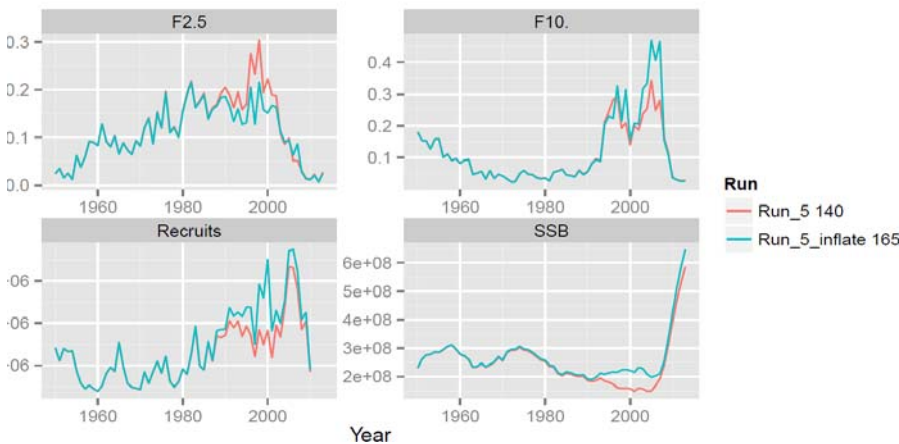 F2.5
F10.
0.3
0.2
0.1
0.0
0.4
0.3
0.2
0.1
1960 1980 2000
1960 1980 2000
Run
Run_5 140
Run_5_inflate 165
Recruits
SSB
-06
-06
-06
6e+08
5e+08
4e+08
3e+08
2e+08
1960 1980 2000
1960 1980 2000
Year